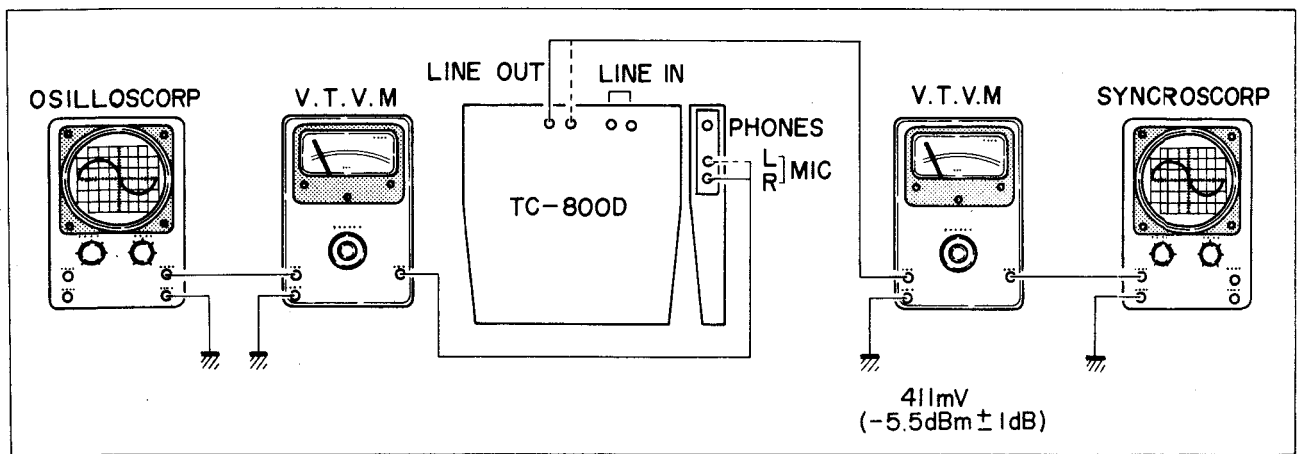 LINE OUT
LINE IN
OSILLOSCORP
V.T.V.M
V.T.V.M
SYNCROSCORP
PHONES
L
R
MIC
TC-800D
411mV
(-5.5dBm±1dB)